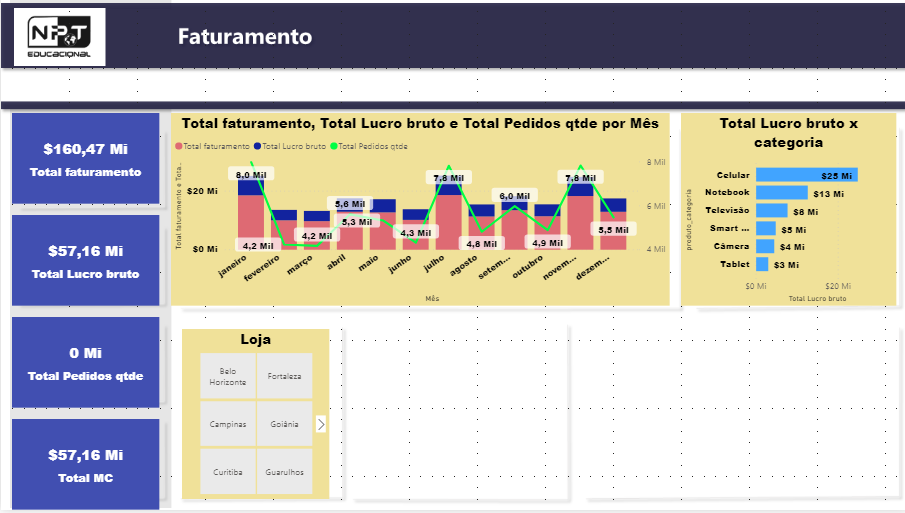 NPT
EDUCACIONAL
Faturamento
$160,47 Mi
Total faturamento
$57,16 Mi
Total Lucro bruto
0 Mi
Total Pedidos qtde
$57,16 Mi
Total MC
Total faturamento, Total Lucro bruto e Total Pedidos qtde por Mês
Total faturamento Total Lucro bruto Total Pedidos qtde
Total faturamento e Tota...
$20 Mi
$0 Mi
8 Mil
6 Mil
4 Mil
8,0 Mil
4,2 Mil
4,2 Mil
5,6 Mil
5,3 Mil
4,3 Mil
7,8 Mil
4,8 Mil
6,0 Mil
4,9 Mil
7,8 Mil
5,5 Mil
janeiro
fevereiro
março
abril
maio
junho
julho
agosto
setem...
outubro
novem...
dezem...
Mês
Total Lucro bruto x
categoria
produto_categoria
Celular $25 Mi
Notebook $13 Mi
Televisão $8 Mi
Smart ... $5 Mi
Câmera $4 Mi
Tablet $3 Mi
$0 Mi $20 Mi
Total Lucro bruto
Loja
Belo
Horizonte
Fortaleza
Campinas
Goiânia
Curitiba
Guarulhos